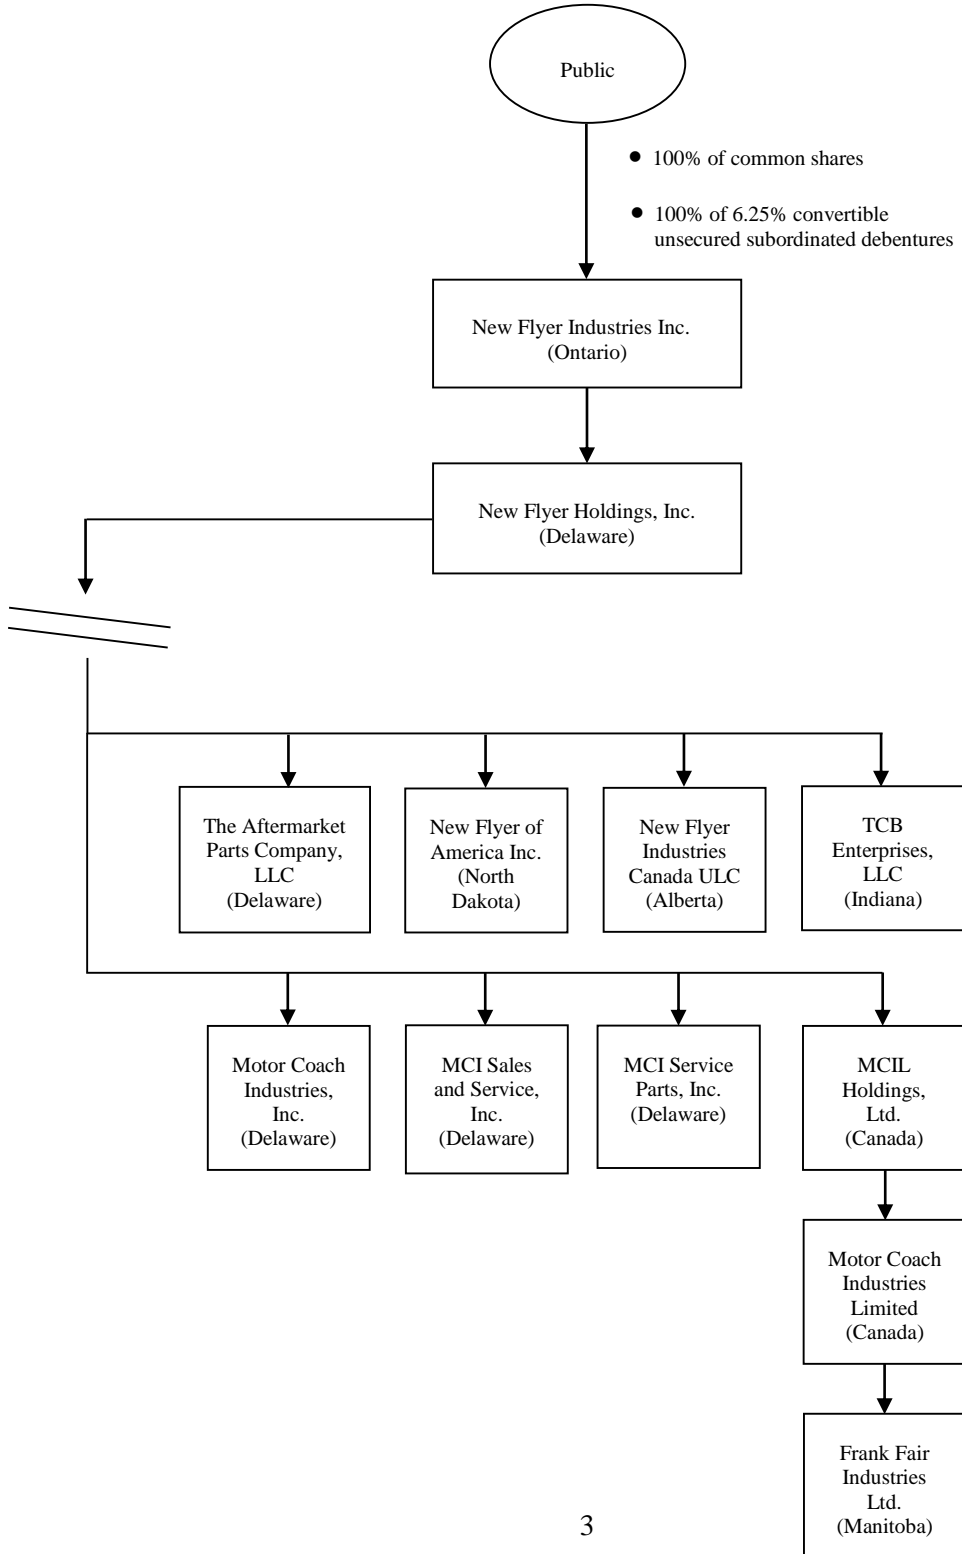 Public
● 100% of common shares
● 100% of 6.25% convertible
unsecured subordinated debentures
New Flyer Industries Inc.
(Ontario)
New Flyer Holdings, Inc.
(Delaware)
The Aftermarket
Parts Company,
LLC
(Delaware)
New Flyer of
America Inc.
(North
Dakota)
New Flyer
Industries
Canada ULC
(Alberta)
TCB
Enterprises,
LLC
(Indiana)
Motor Coach
Industries,
Inc.
(Delaware)
MCI Sales
and Service,
Inc.
(Delaware)
MCI Service
Parts, Inc.
(Delaware)
MCIL
Holdings,
Ltd.
(Canada)
Motor Coach
Industries
Limited
(Canada)
Frank Fair
Industries
Ltd.
(Manitoba)
3